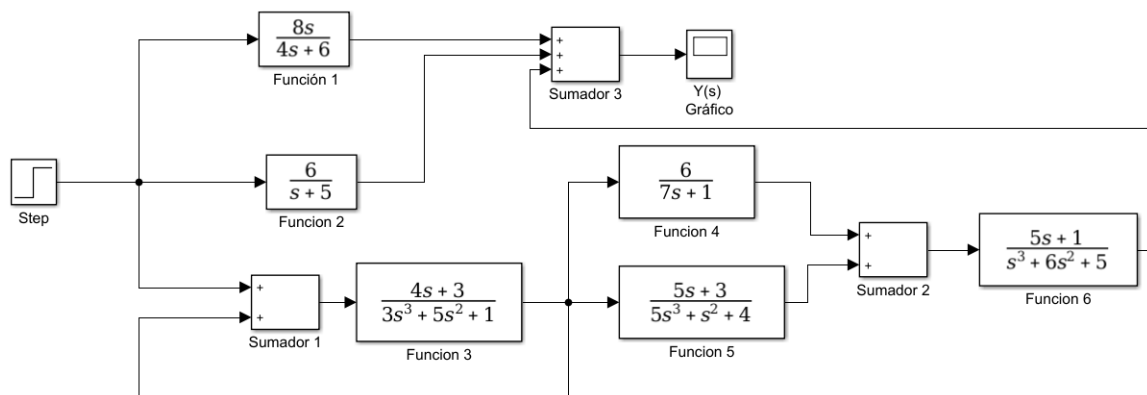 8s
4s + 6
Función 1
+
+
+
Sumador 3
Y(s)
Gráfico
Step
6
s + 5
Funcion 2
6
7s + 1
Funcion 4
+
+
Sumador 2
5s + 1
s³ + 6s² + 5
Funcion 6
+
+
Sumador 1
4s + 3
3s³ + 5s² + 1
Funcion 3
5s + 3
5s³ + s² + 4
Funcion 5